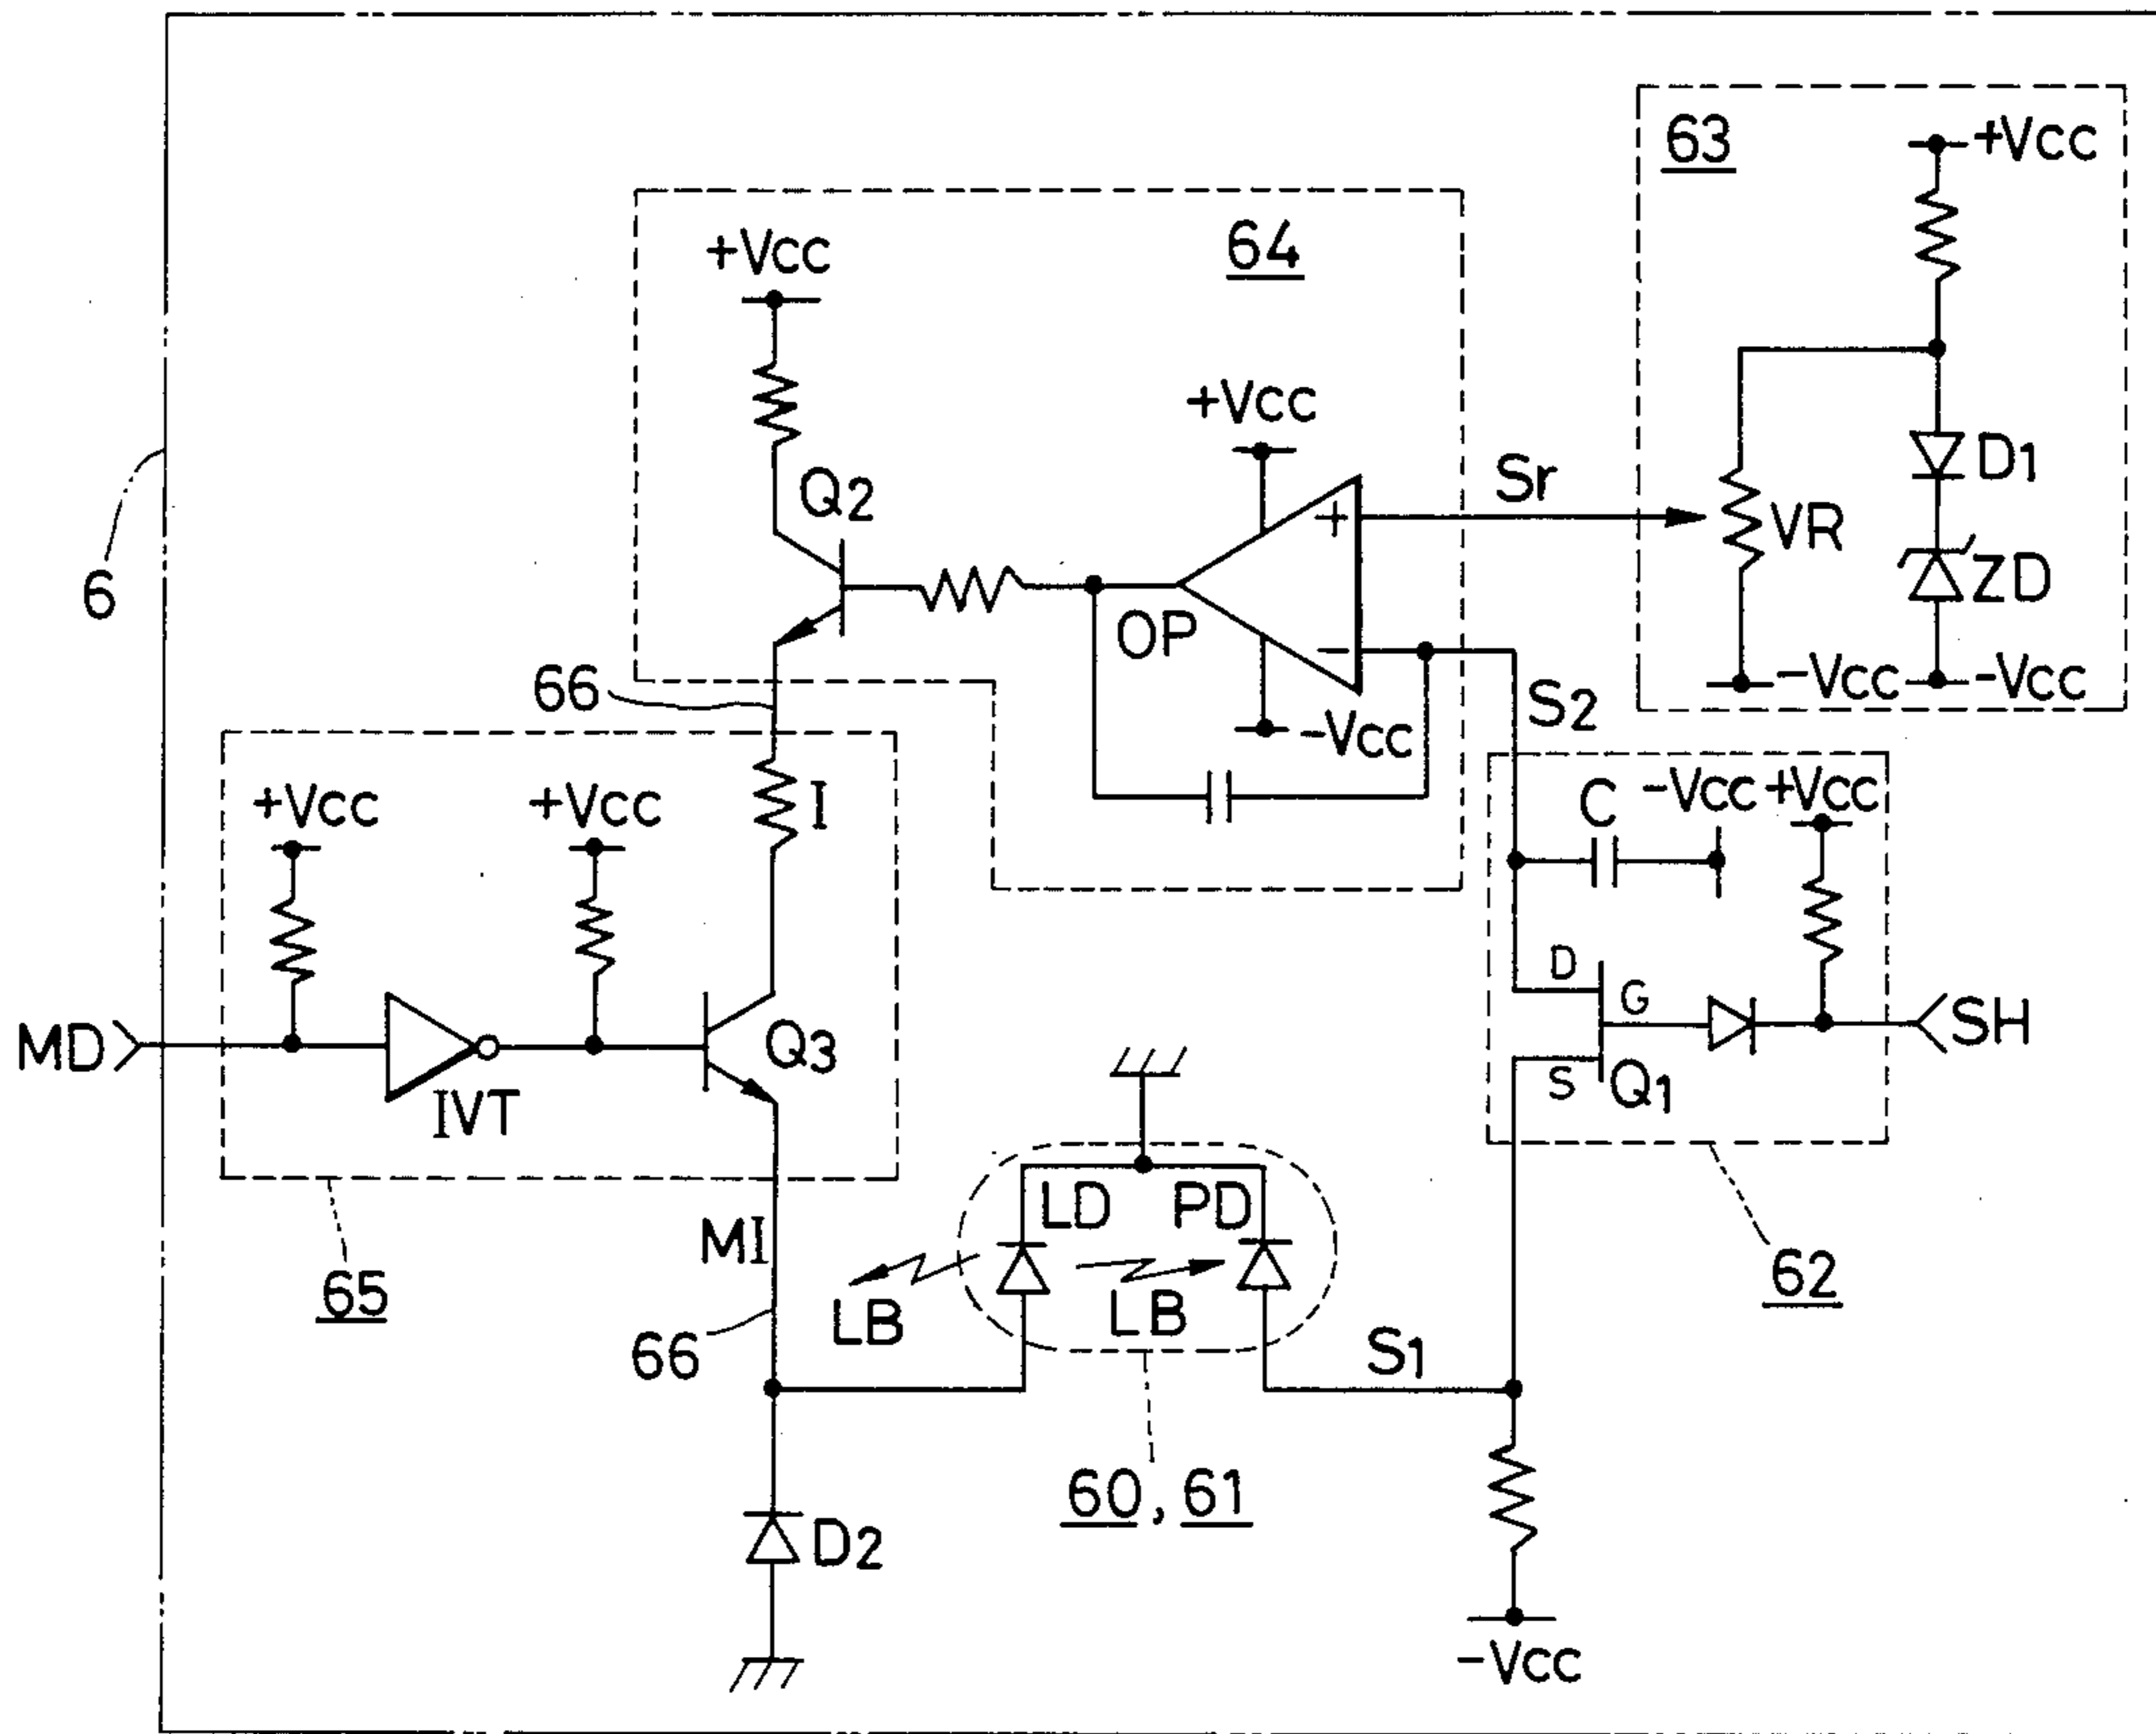 63
+Vcc
64
+Vcc
+Vcc
Sr
D1
Q2
VR
ZD
6
OP
66
-Vcc
-Vcc
S2
-Vcc
+Vcc
+Vcc
I
C
-Vcc
+Vcc
D
G
MD
Q3
SH
S
Q1
IVT
LD
PD
MI
65
LB
LB
62
66
S1
60, 61
D2
-Vcc